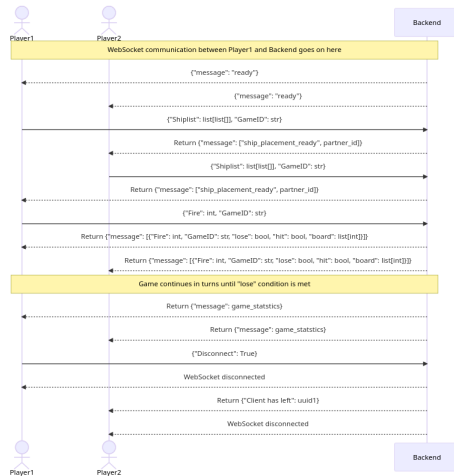 Player1
Player2
Backend
WebSocket communication between Player1 and Backend goes on here
{"message": "ready"}
{"message": "ready"}
{"Shiplist": list[list[]], "GameID": str}
Return {"message": ["ship_placement_ready", partner_id]}
{"Shiplist": list[list[]], "GameID": str}
Return {"message": ["ship_placement_ready", partner_id]}
{"Fire": int, "GameID": str}
Return {"message": [{"Fire": int, "GameID": str, "lose": bool, "hit": bool, "board": list[int]}]}
Return {"message": [{"Fire": int, "GameID": str, "lose": bool, "hit": bool, "board": list[int]}]}
Game continues in turns until "lose" condition is met
Return {"message": game_statstics}
Return {"message": game_statstics}
{"Disconnect": True}
WebSocket disconnected
Return {"Client has left": uuid1}
WebSocket disconnected
Player1
Player2
Backend